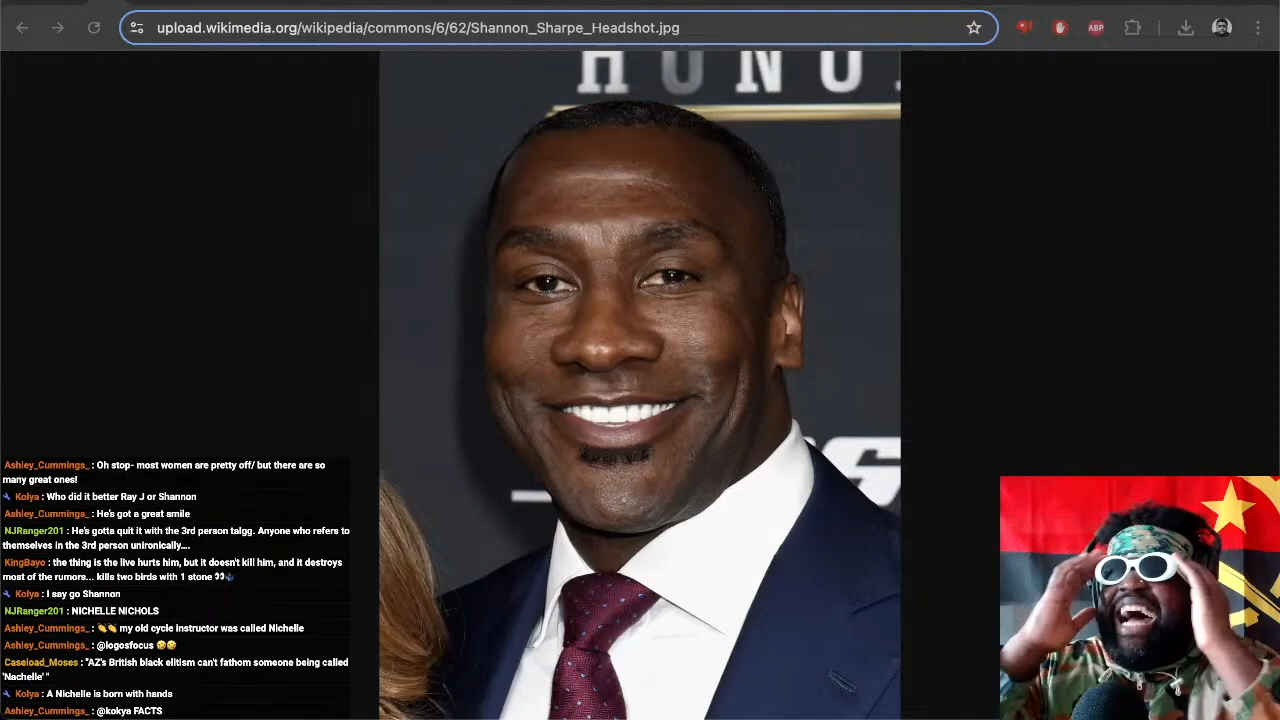 upload.wikimedia.org/wikipedia/commons/6/62/Shannon_Sharpe_Headshot.jpg
ABP
HONO
Ashley_Cummings_ : Oh stop- most women are pretty off/ but there are so
many great ones!
Kolya : Who did it better Ray J or Shannon
Ashley_Cummings_ : He's got a great smile
NJRanger201 : He's gotta quit it with the 3rd person talgg. Anyone who refers to
themselves in the 3rd person unironically....
KingBayo : the thing is the live hurts him, but it doesn't kill him, and it destroys
most of the rumors... kills two birds with 1 stone 👀
Kolya : I say go Shannon
NJRanger201 : NICHELLE NICHOLS
Ashley_Cummings_ : 👏👏 my old cycle instructor was called Nichelle
Ashley_Cummings_ : @logosfocus 🤣🤣
Caseload_Moses : "AZ's British black elitism can't fathom someone being called
'Nachelle' "
Kolya : A Nichelle is born with hands
Ashley_Cummings_ : @kokya FACTS